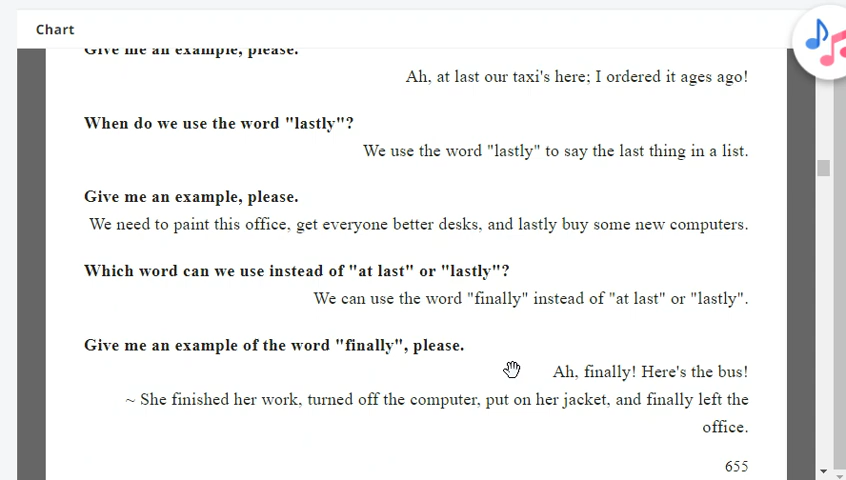 Chart
Give me an example, please.
Ah, at last our taxi's here; I ordered it ages ago!
When do we use the word "lastly"?
We use the word "lastly" to say the last thing in a list.
Give me an example, please.
We need to paint this office, get everyone better desks, and lastly buy some new computers.
Which word can we use instead of "at last" or "lastly"?
We can use the word "finally" instead of "at last" or "lastly".
Give me an example of the word "finally", please.
Ah, finally! Here's the bus!
~ She finished her work, turned off the computer, put on her jacket, and finally left the
office.
655